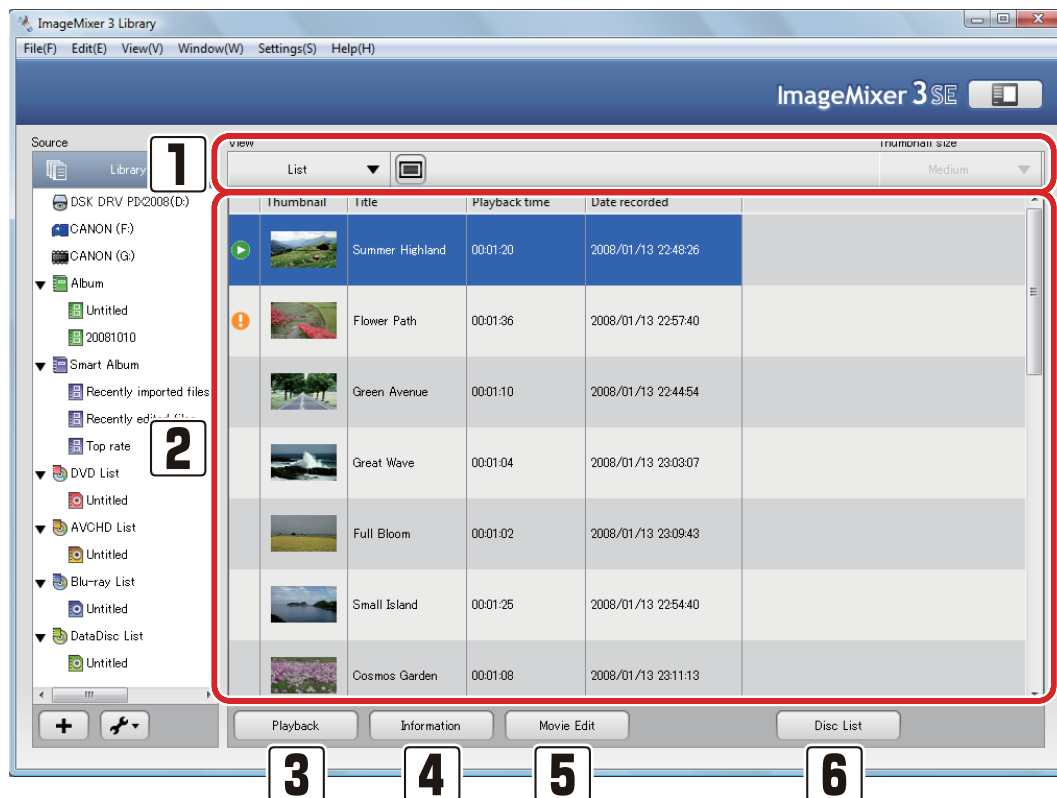 ImageMixer 3 Library
File(F) Edit(E) View(V) Window(W) Settings(S) Help(H)
ImageMixer 3 SE
Source
View
Thumbnail size
1
Library
List
Medium
DSK DRV PIX2008(D:)
CANON (F:)
CANON (G:)
Album
Untitled
20081010
Smart Album
Recently imported files
Recently edited files
Top rate
2
DVD List
Untitled
AVCHD List
Untitled
Blu-ray List
Untitled
DataDisc List
Untitled
Thumbnail Title Playback time Date recorded
Summer Highland 00:01:20 2008/01/13 22:48:26
Flower Path 00:01:36 2008/01/13 22:57:40
Green Avenue 00:01:10 2008/01/13 22:44:54
Great Wave 00:01:04 2008/01/13 23:03:07
Full Bloom 00:01:02 2008/01/13 23:09:43
Small Island 00:01:25 2008/01/13 22:54:40
Cosmos Garden 00:01:08 2008/01/13 23:11:13
Playback Information Movie Edit Disc List
3 4 5 6